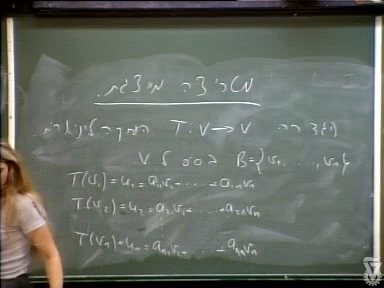 מטריצה מייצגת
הגדרה T: V→V העתקה לינארית
B={v₁, ..., vₙ} בסיס ל V
T(v₁)=u₁=a₁₁v₁+ ... +a₁ₙvₙ
T(v₂)=u₂=a₂₁v₁+ ... +a₂ₙvₙ
T(vₙ)=uₙ=aₙ₁v₁+ ... +aₙₙvₙ